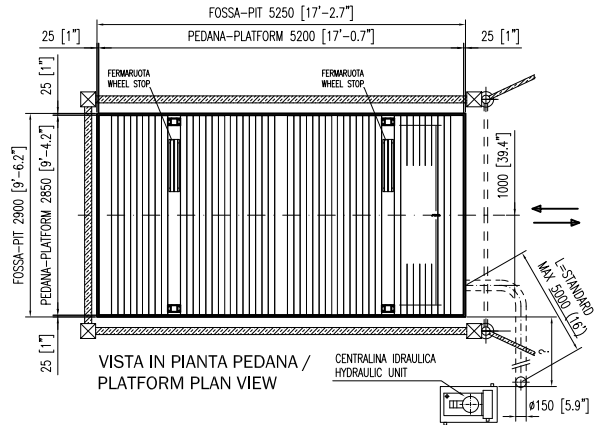 FOSSA-PIT 5250 [17'-2.7"]
25 [1"]
PEDANA-PLATFORM 5200 [17'-0.7"]
25 [1"]
25 [1"]
FERMARUOTA
WHEEL STOP
FERMARUOTA
WHEEL STOP
FOSSA-PIT 2900 [9'-6.2"]
PEDANA-PLATFORM 2850 [9'-4.2"]
1000 [39.4"]
L=STANDARD
MAX 5000 (16')
25 [1"]
VISTA IN PIANTA PEDANA /
PLATFORM PLAN VIEW
CENTRALINA IDRAULICA
HYDRAULIC UNIT
ø150 [5.9"]